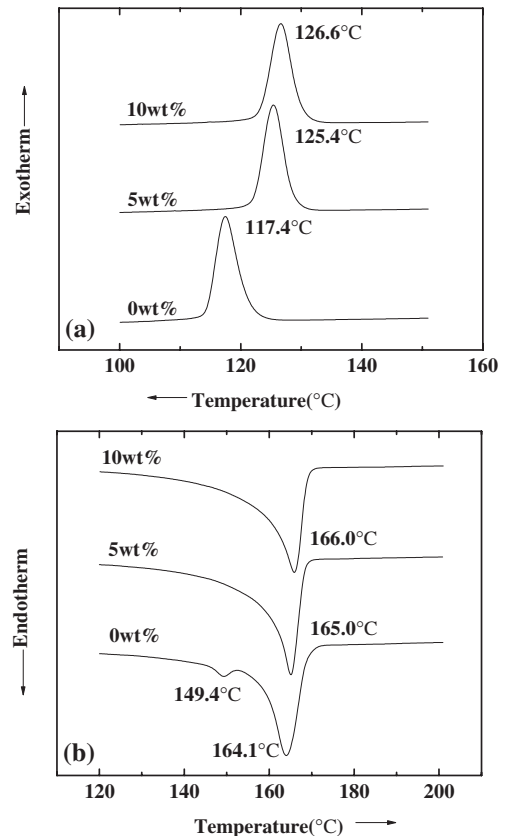 126.6°C
10wt%
125.4°C
5wt%
117.4°C
0wt%
(a)
Exotherm
100 120 140 160
Temperature(°C)
10wt%
166.0°C
5wt%
165.0°C
0wt%
149.4°C
164.1°C
(b)
Endotherm
120 140 160 180 200
Temperature(°C)